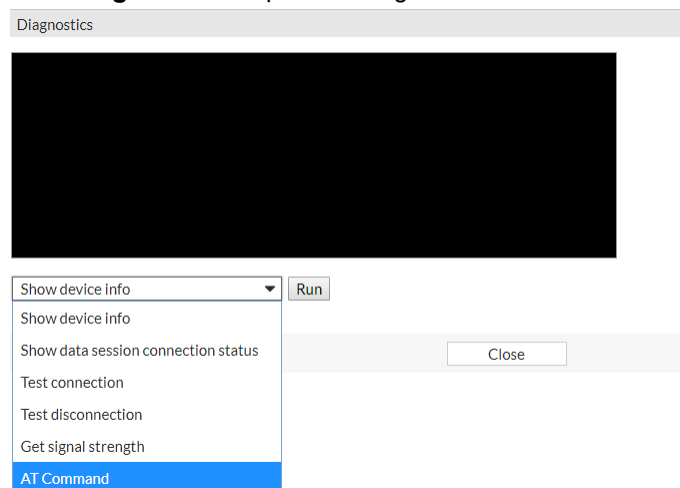 Diagnostics
Show device info
Run
Show device info
Show data session connection status
Close
Test connection
Test disconnection
Get signal strength
AT Command